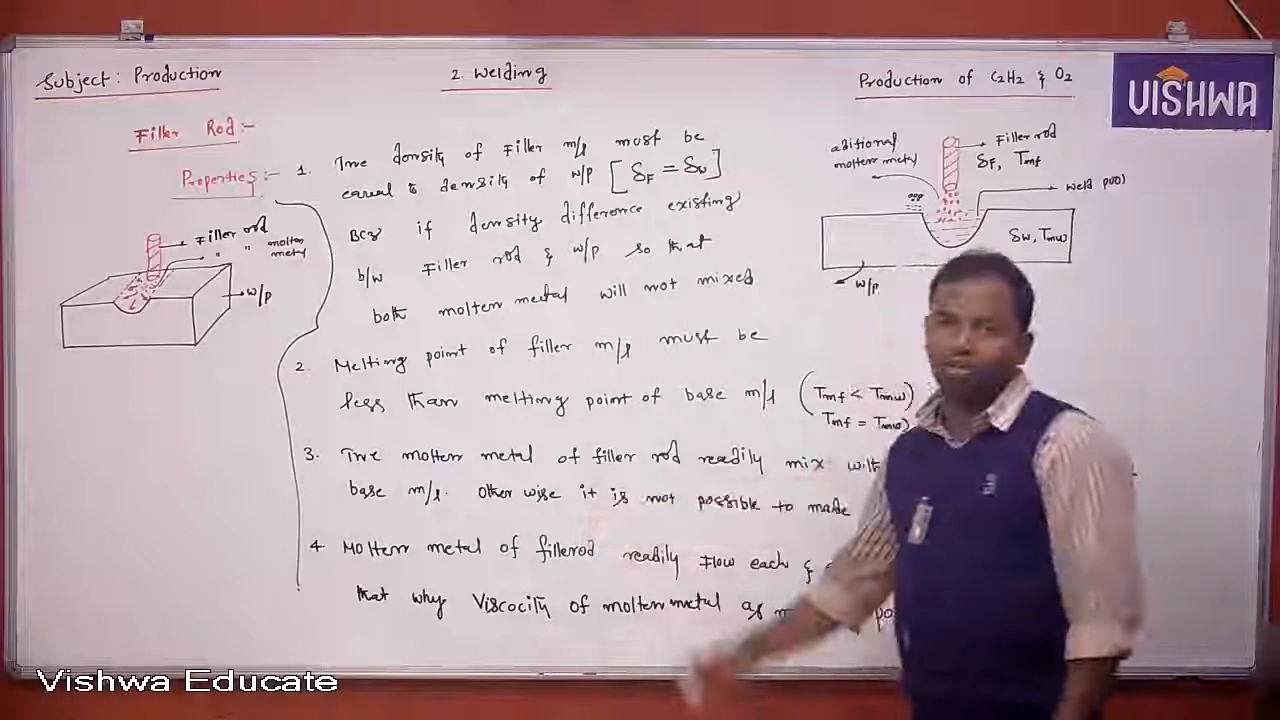 Subject: Production
2. Welding
Production of C2H2 & O2
VISHWA
Filler Rod:-
Properties:- 1. The density of Filler m/l must be
equal to density of w/p [ δF = δw ]
Bcz if density difference existing
b/w Filler rod & w/p so that
both molten metal will not mixed
2. Melting point of filler m/l must be
less than melting point of base m/l ( Tmf < Tmw)
Tmf = Tmw)
3. The molten metal of filler rod readily mix with
base m/l. Other wise it is not possible to made
4 Molten metal of fillerod readily Flow each &
that why Viscocity of molten metal as
Filler rod
" " molten
metal
w/p
aditional
molten metal
Filler rod
δF, Tmf
weld pool
δw, Tmw
w/p
Vishwa Educate